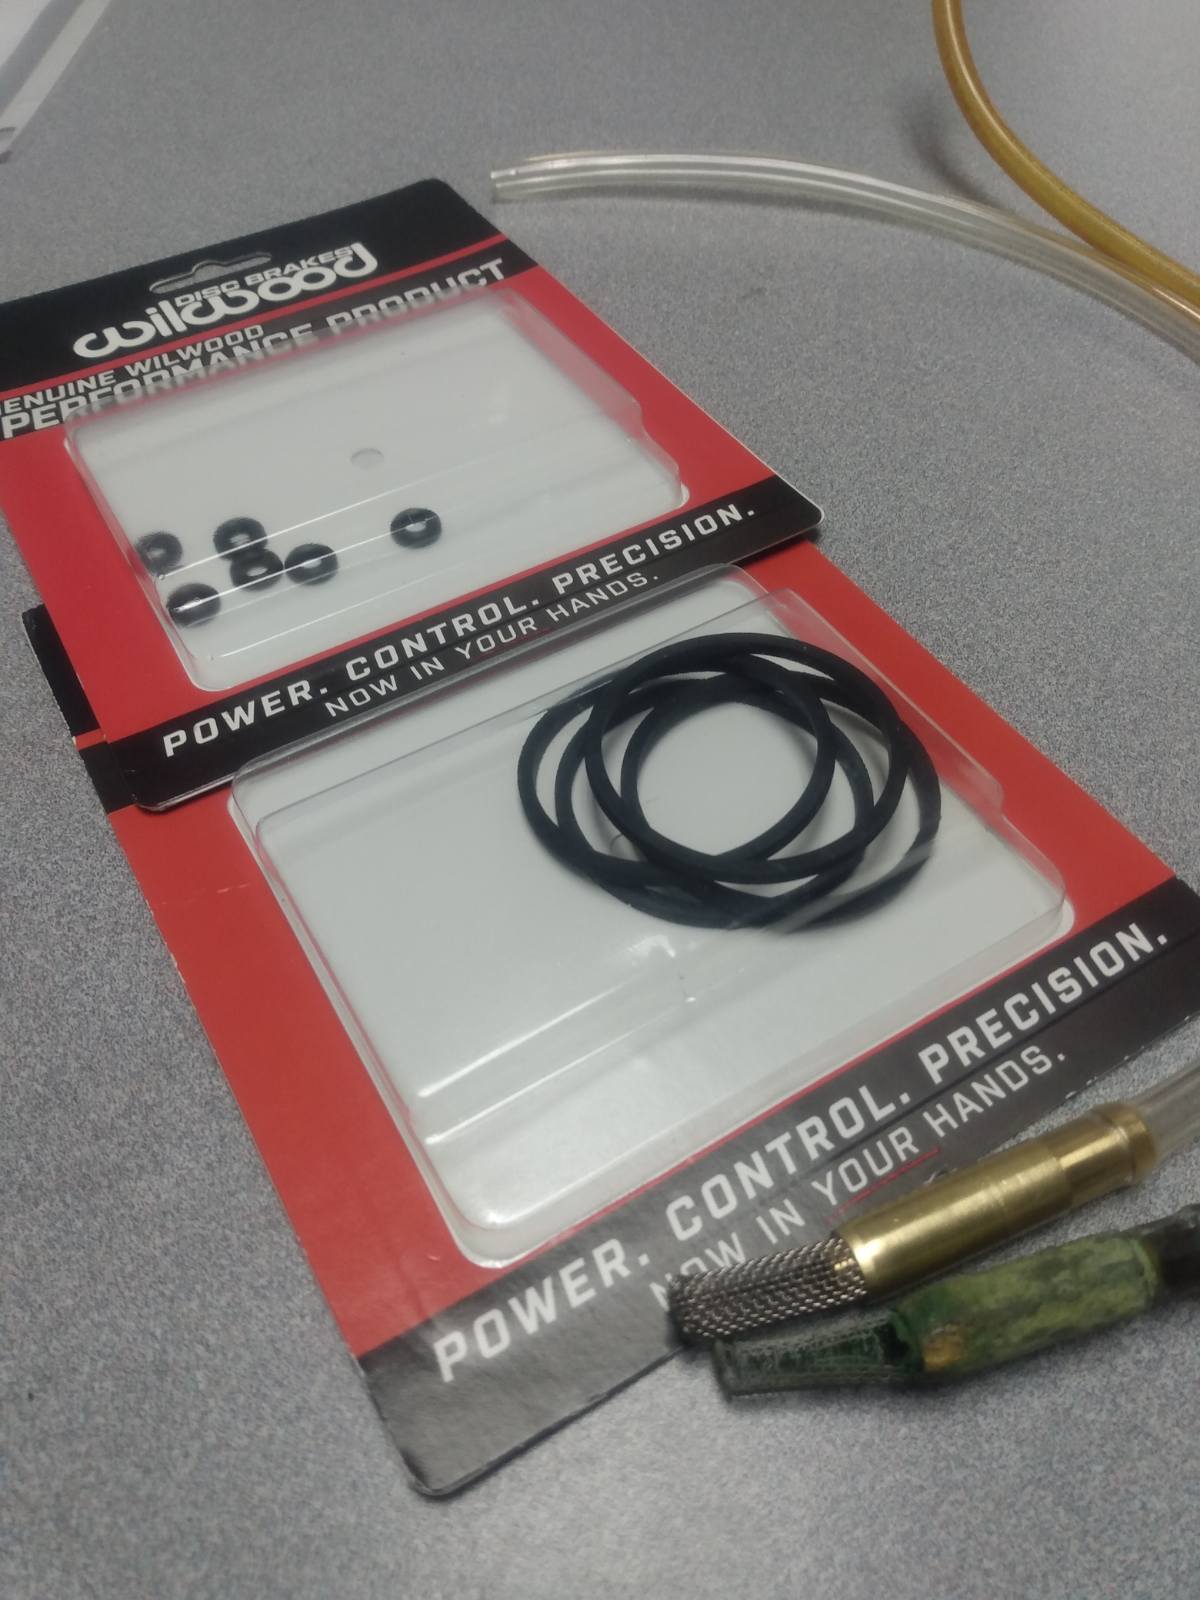 DISC BRAKES
wilwood
GENUINE WILWOOD
PERFORMANCE PRODUCT
POWER. CONTROL. PRECISION.
NOW IN YOUR HANDS.
POWER. CONTROL. PRECISION.
NOW IN YOUR HANDS.